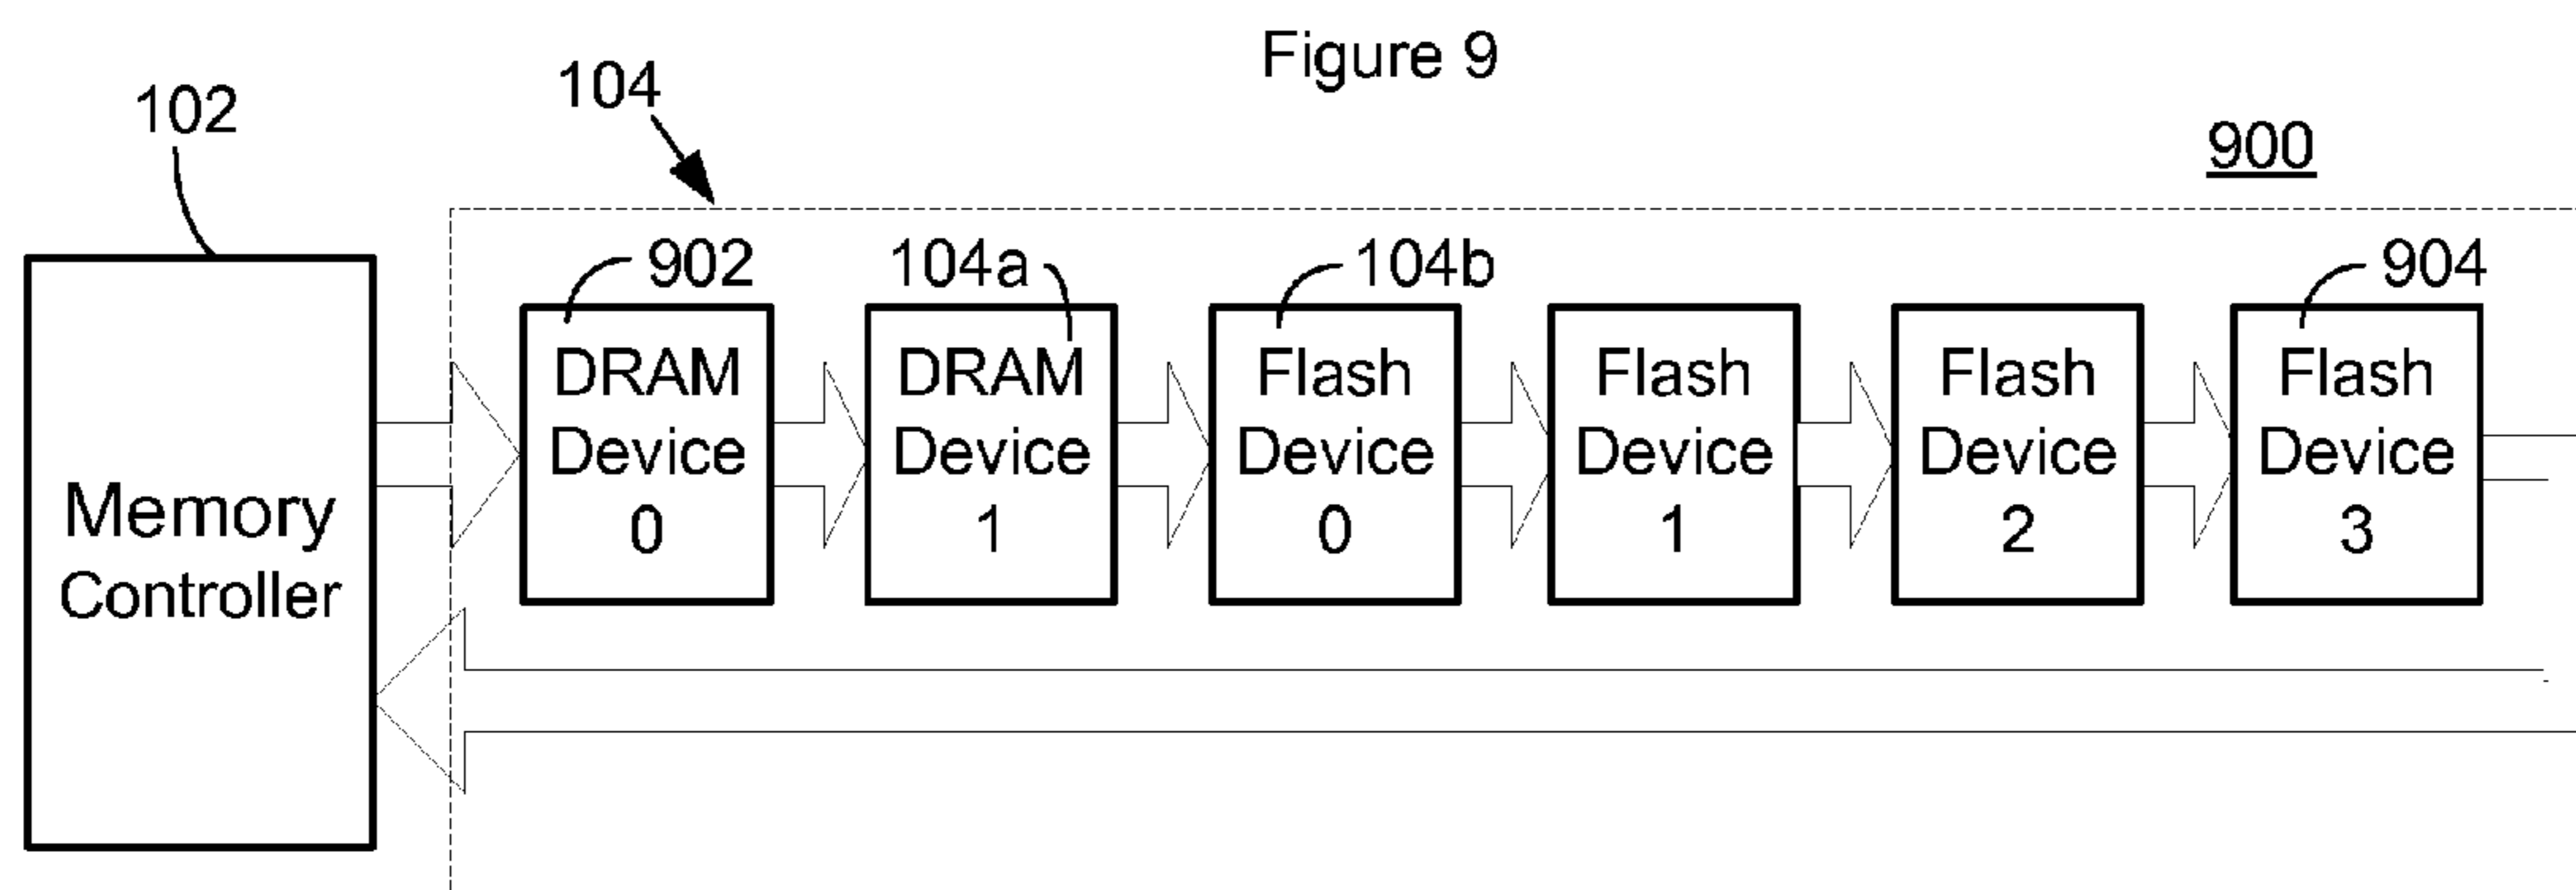 Figure 9
102
104
900
902
104a
104b
904
Memory
Controller
DRAM
Device
0
DRAM
Device
1
Flash
Device
0
Flash
Device
1
Flash
Device
2
Flash
Device
3